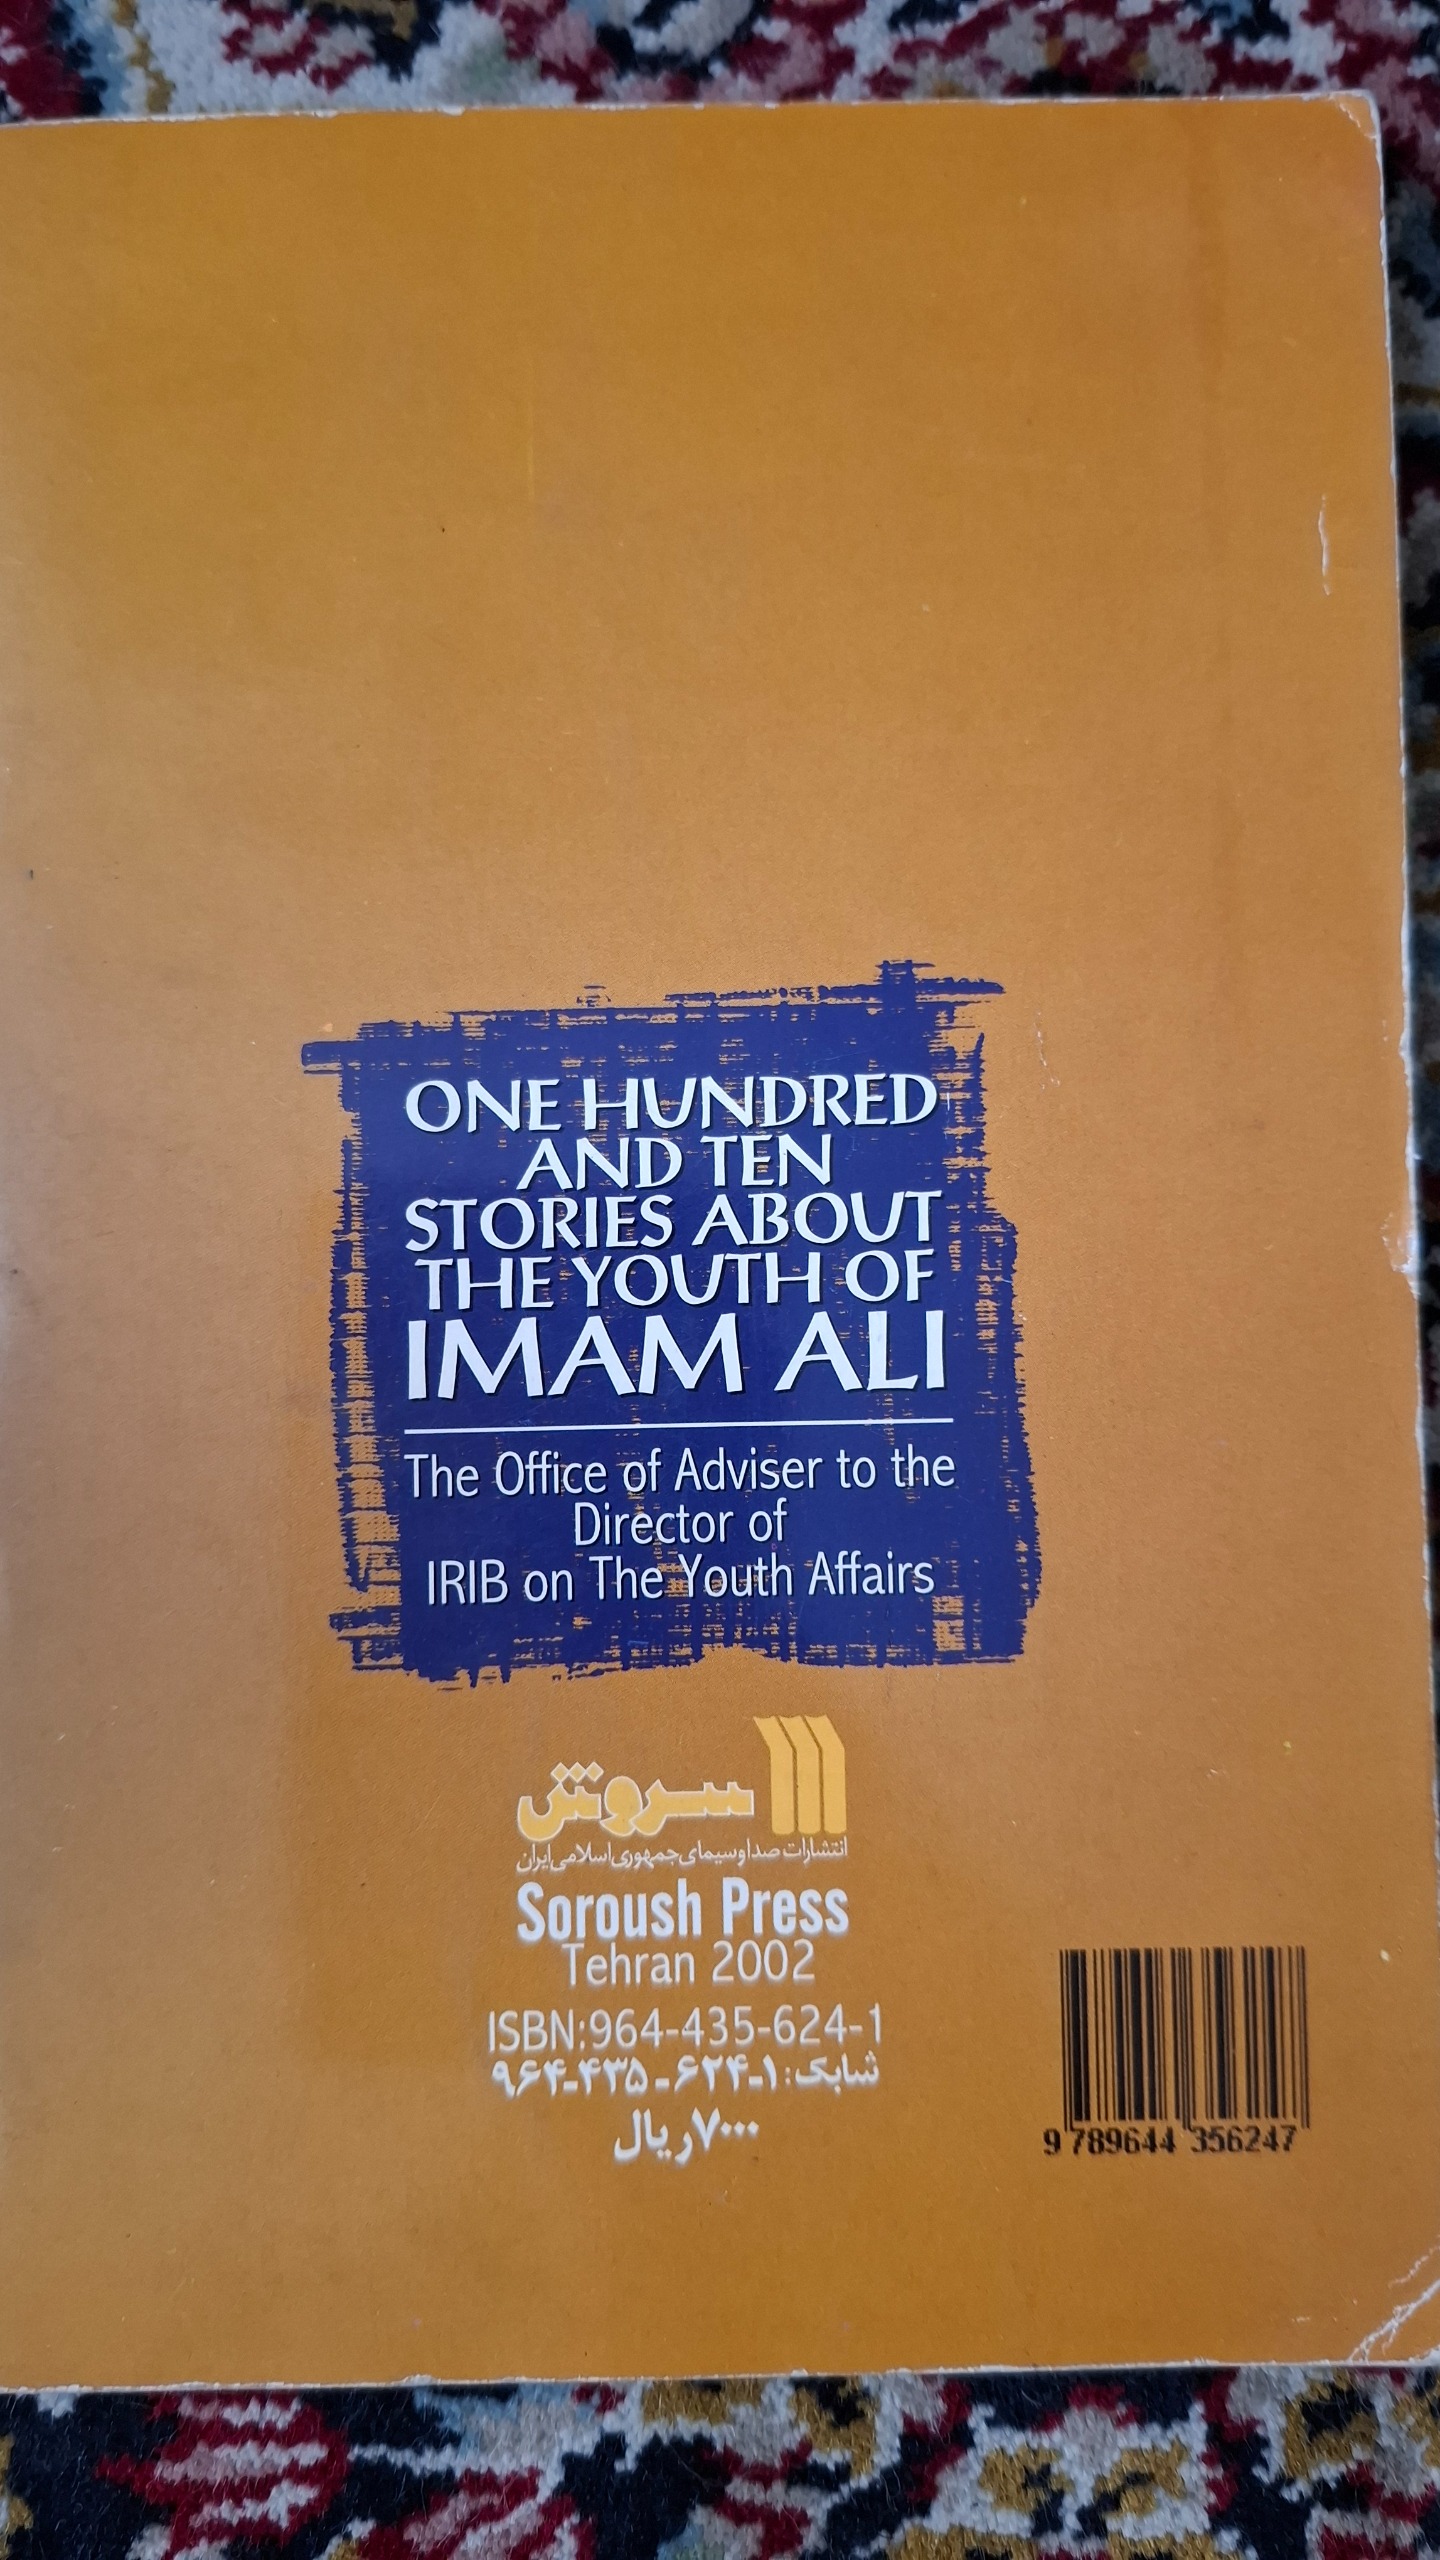 ONE HUNDRED
AND TEN
STORIES ABOUT
THE YOUTH OF
IMAM ALI
The Office of Adviser to the
Director of
IRIB on The Youth Affairs
سروش
انتشارات صدا و سیمای جمهوری اسلامی ایران
Soroush Press
Tehran 2002
ISBN:964-435-624-1
شابک: ۱-۶۲۴-۴۳۵-۹۶۴
۷۰۰۰ ریال
9 789644 356247